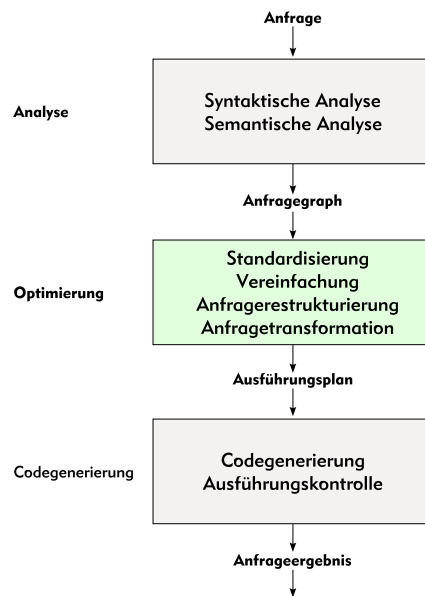 Anfrage
Analyse
Syntaktische Analyse
Semantische Analyse
Anfragegraph
Optimierung
Standardisierung
Vereinfachung
Anfragerestrukturierung
Anfragetransformation
Ausführungsplan
Codegenerierung
Codegenerierung
Ausführungskontrolle
Anfrageergebnis